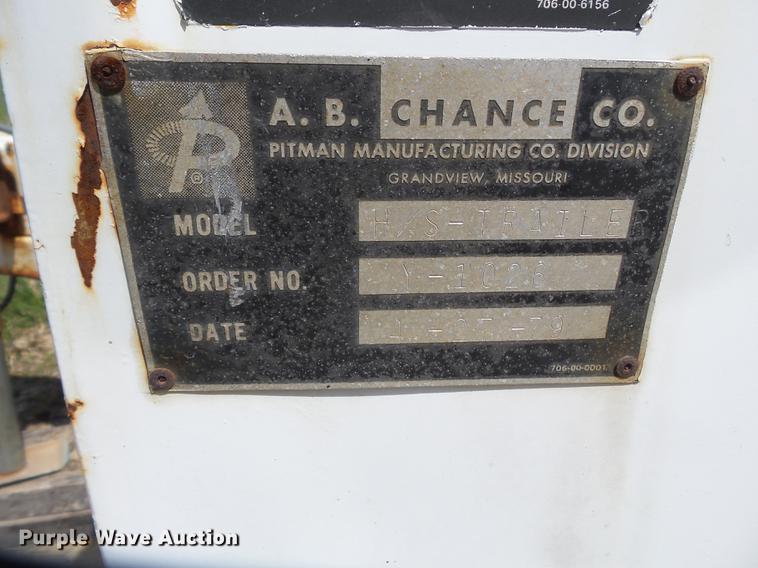 706-00-6156
A. B. CHANCE CO.
PITMAN MANUFACTURING CO. DIVISION
GRANDVIEW, MISSOURI
MODEL H/S-TRAILER
ORDER NO. Y-1026
DATE
706-00-0001
Purple Wave Auction